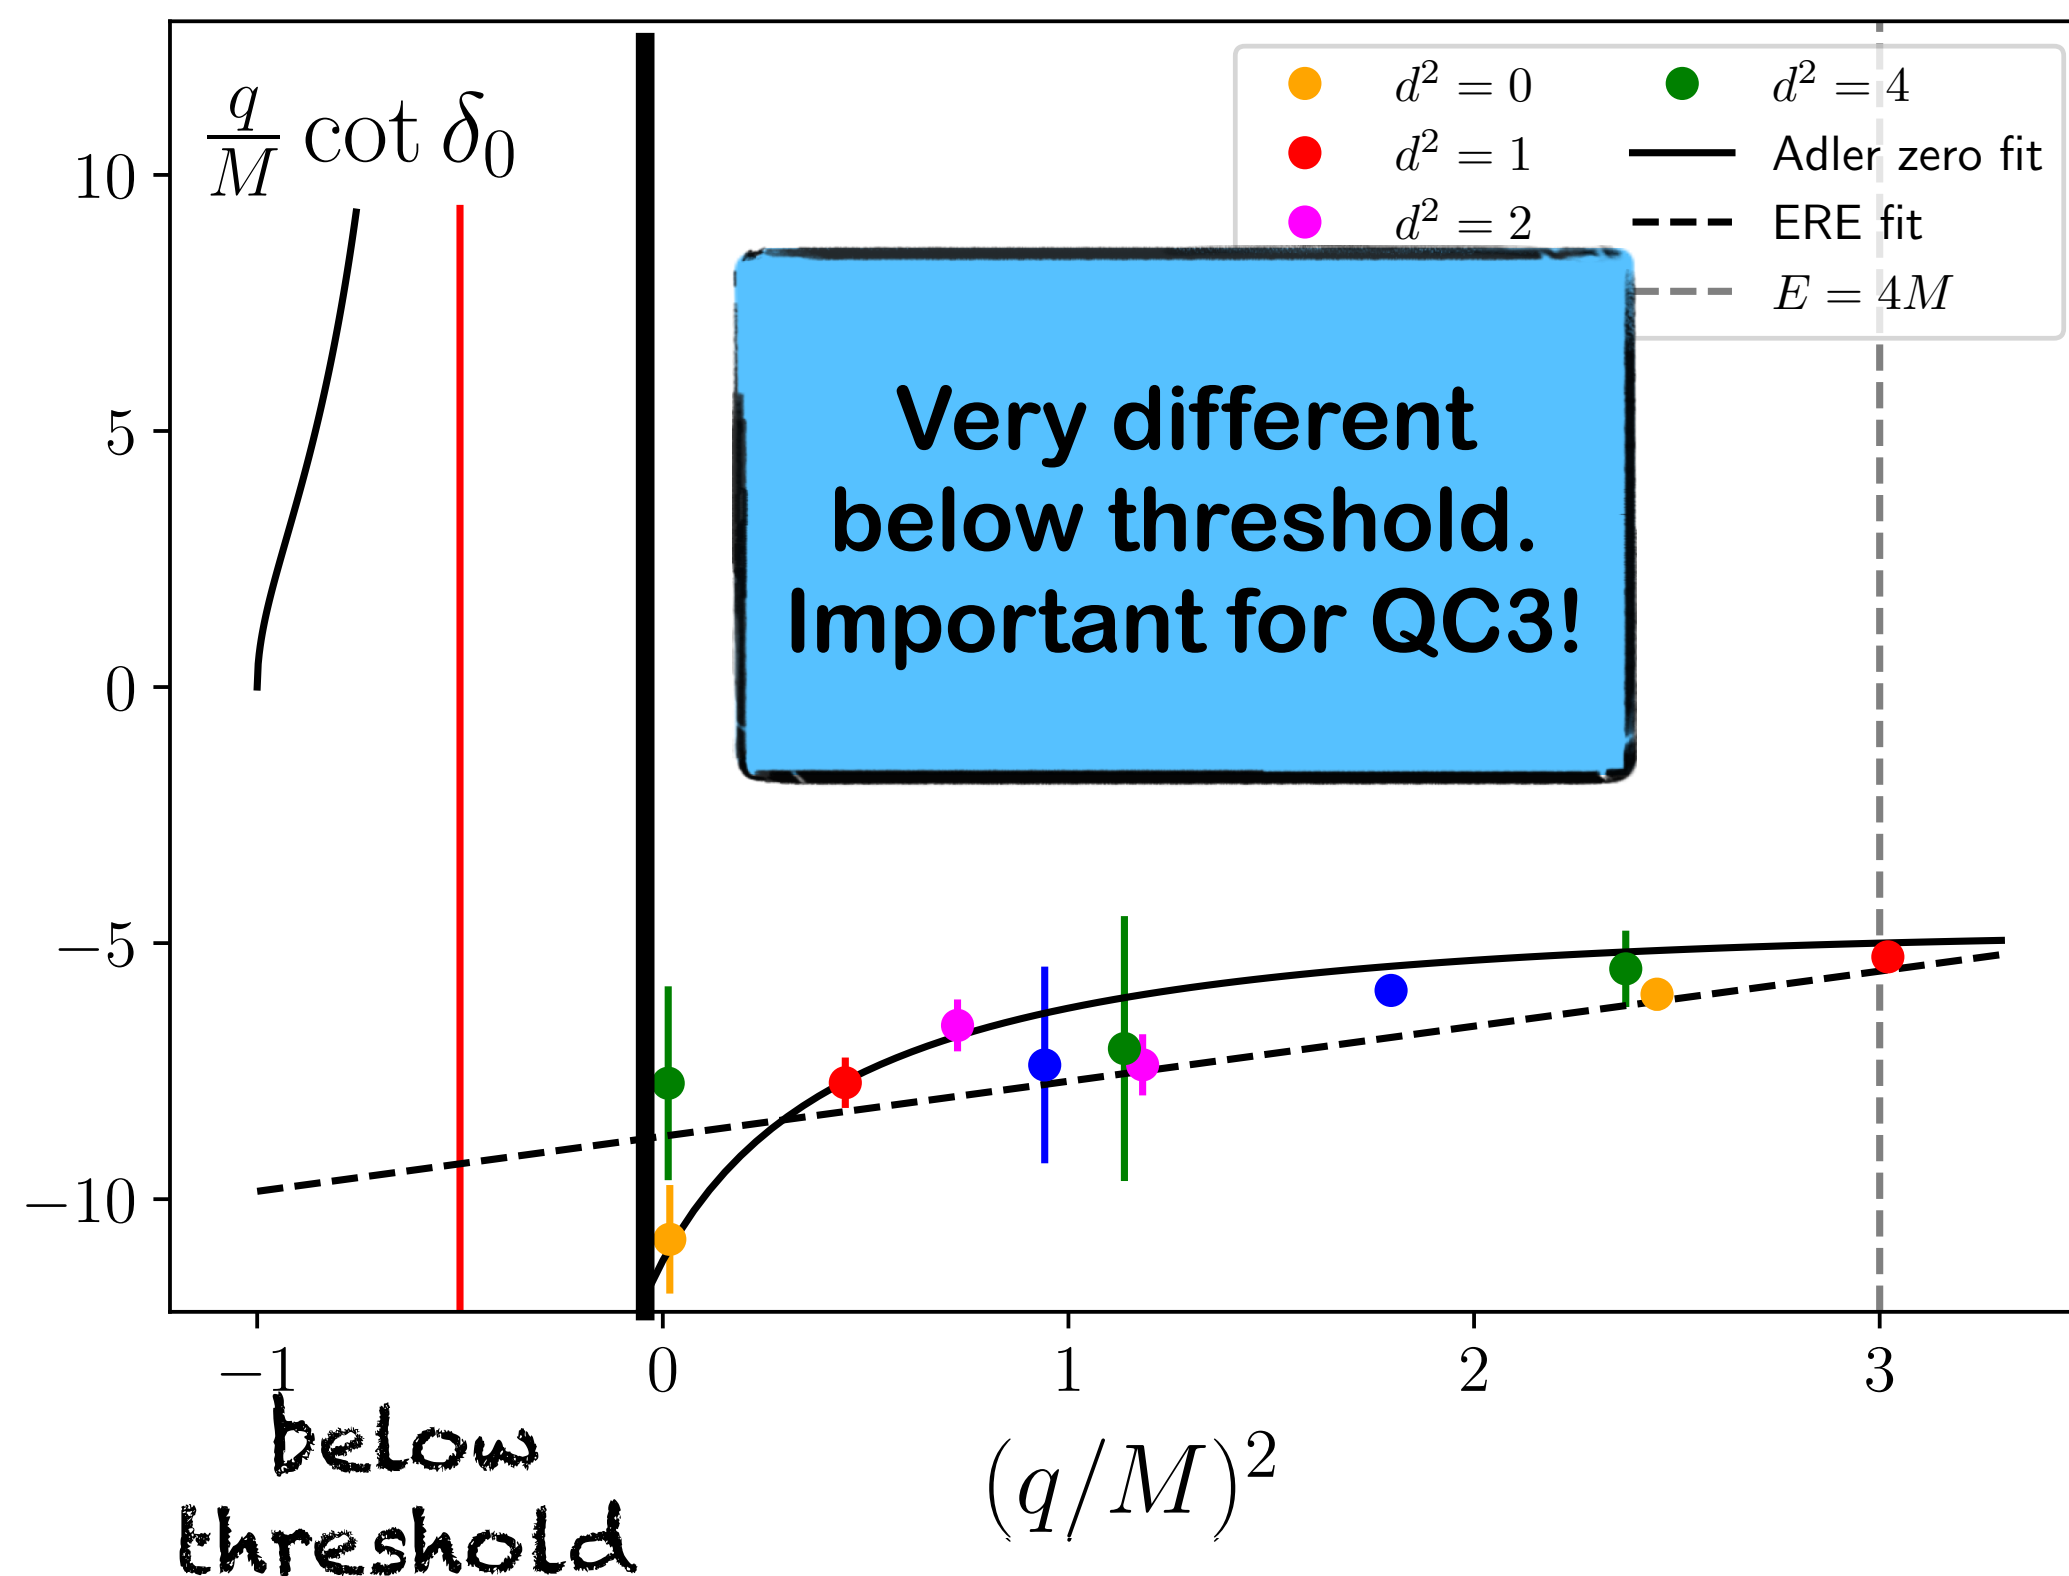 q/M cot δ₀
d² = 0
d² = 1
d² = 2
d² = 4
Adler zero fit
ERE fit
E = 4M
Very different
below threshold.
Important for QC3!
10
5
0
−5
−10
−1
0
1
2
3
(q/M)²
below
threshold